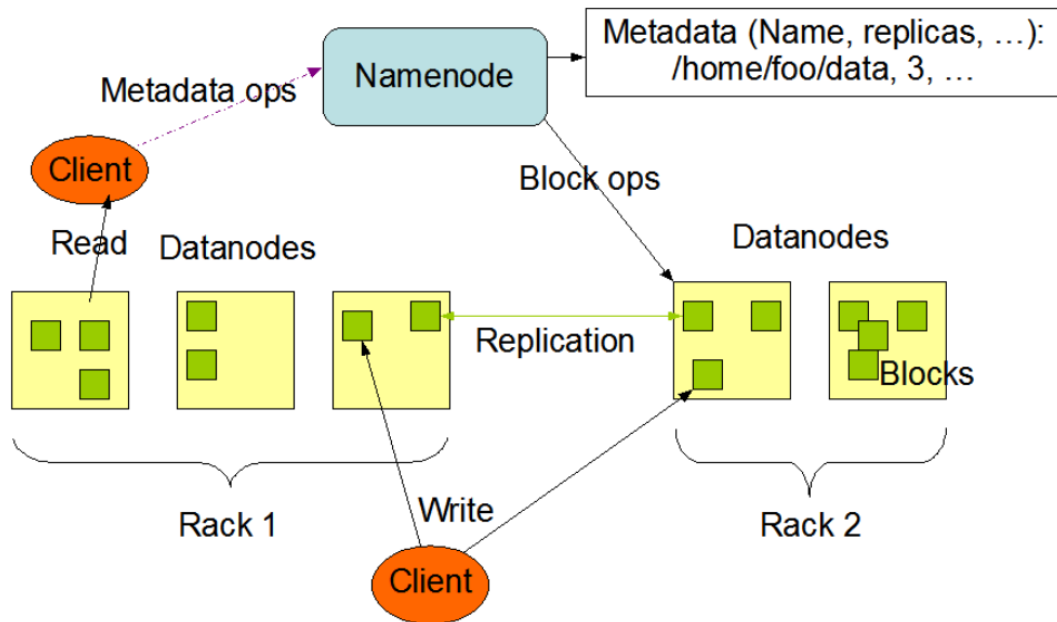 Metadata (Name, replicas, …):
/home/foo/data, 3, …
Namenode
Metadata ops
Client
Block ops
Read
Datanodes
Datanodes
Replication
Blocks
Rack 1
Write
Rack 2
Client